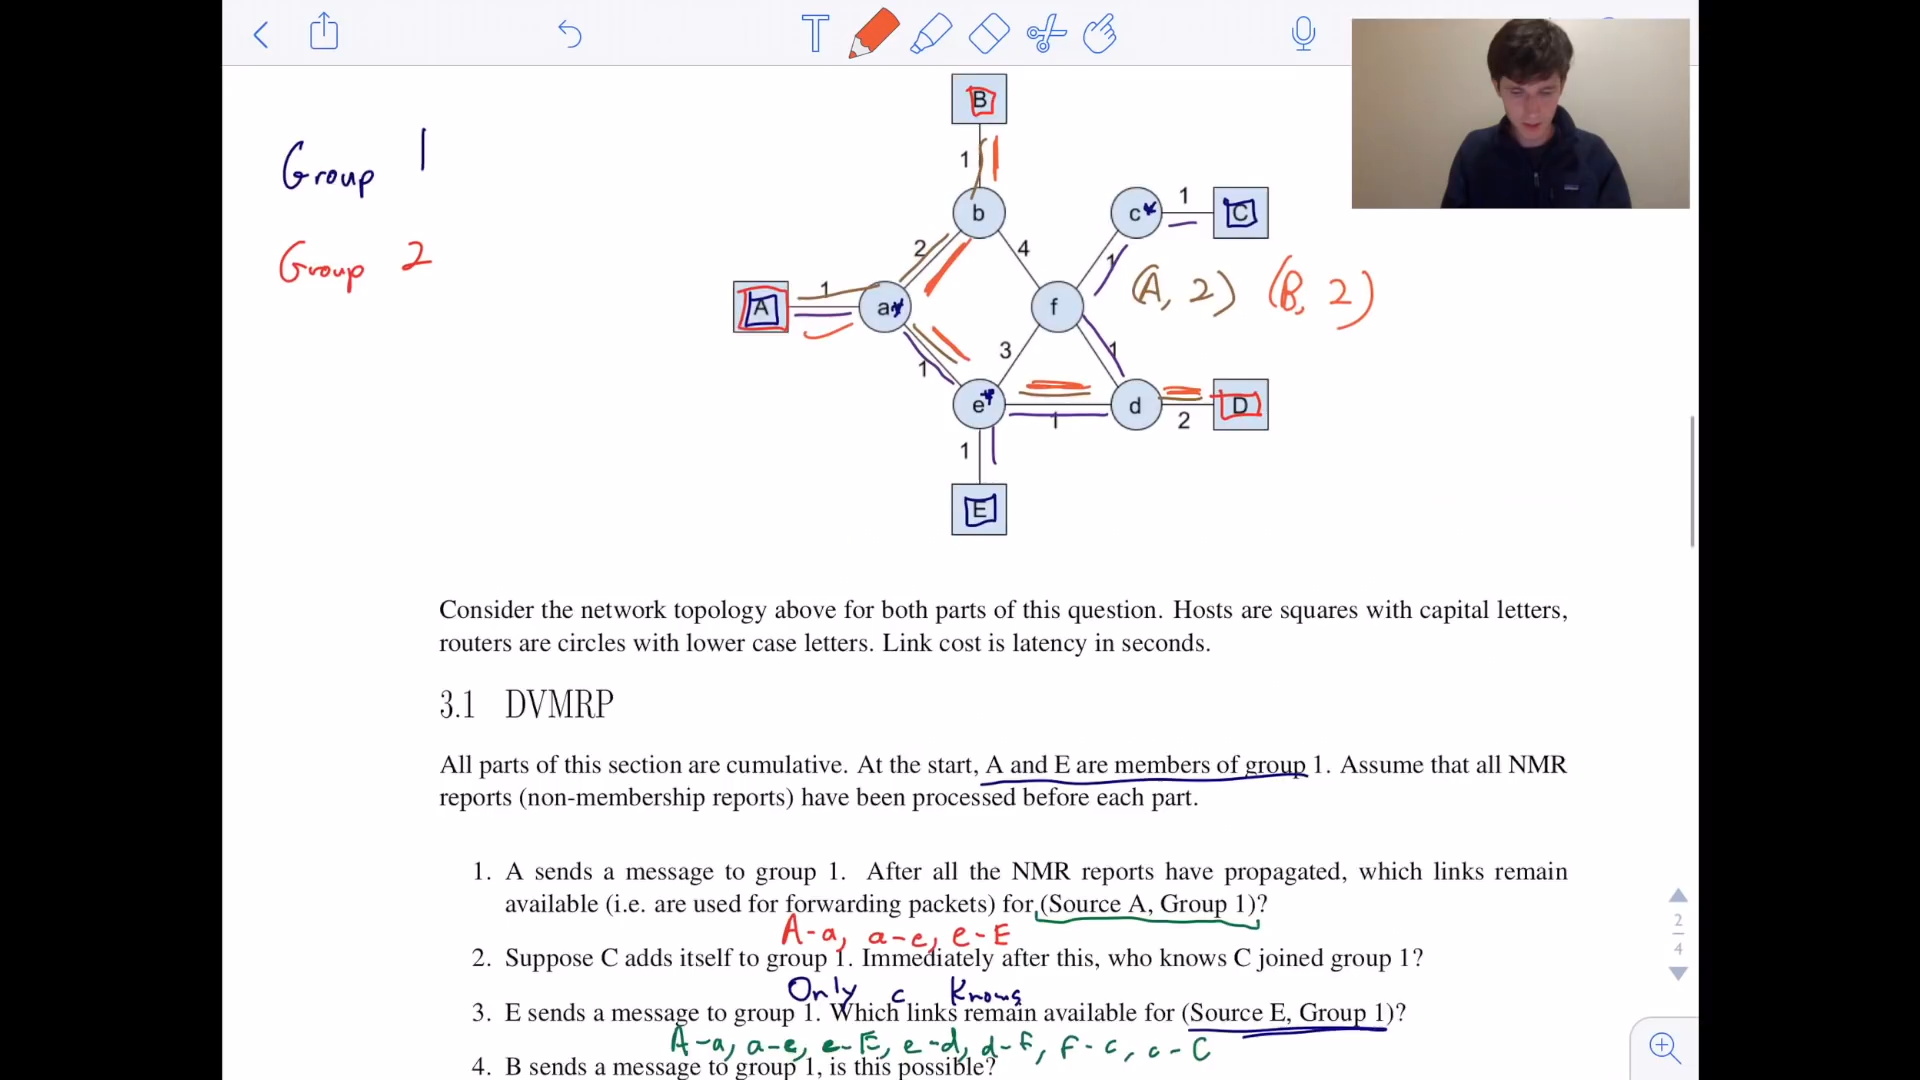 B
Group 1
1
b
c
1
C
Group 2
2
4
1
(A, 2) (B, 2)
A
1
a
f
1
3
1
e
d
D
1
2
1
E
Consider the network topology above for both parts of this question. Hosts are squares with capital letters,
routers are circles with lower case letters. Link cost is latency in seconds.
3.1 DVMRP
All parts of this section are cumulative. At the start, A and E are members of group 1. Assume that all NMR
reports (non-membership reports) have been processed before each part.
1. A sends a message to group 1. After all the NMR reports have propagated, which links remain
available (i.e. are used for forwarding packets) for (Source A, Group 1)?
A-a, a-e, e-E
2. Suppose C adds itself to group 1. Immediately after this, who knows C joined group 1?
Only c knows
3. E sends a message to group 1. Which links remain available for (Source E, Group 1)?
A-a, a-e, e-E, e-d, d-f, f-c, c-C
4. B sends a message to group 1, is this possible?
2
4
T